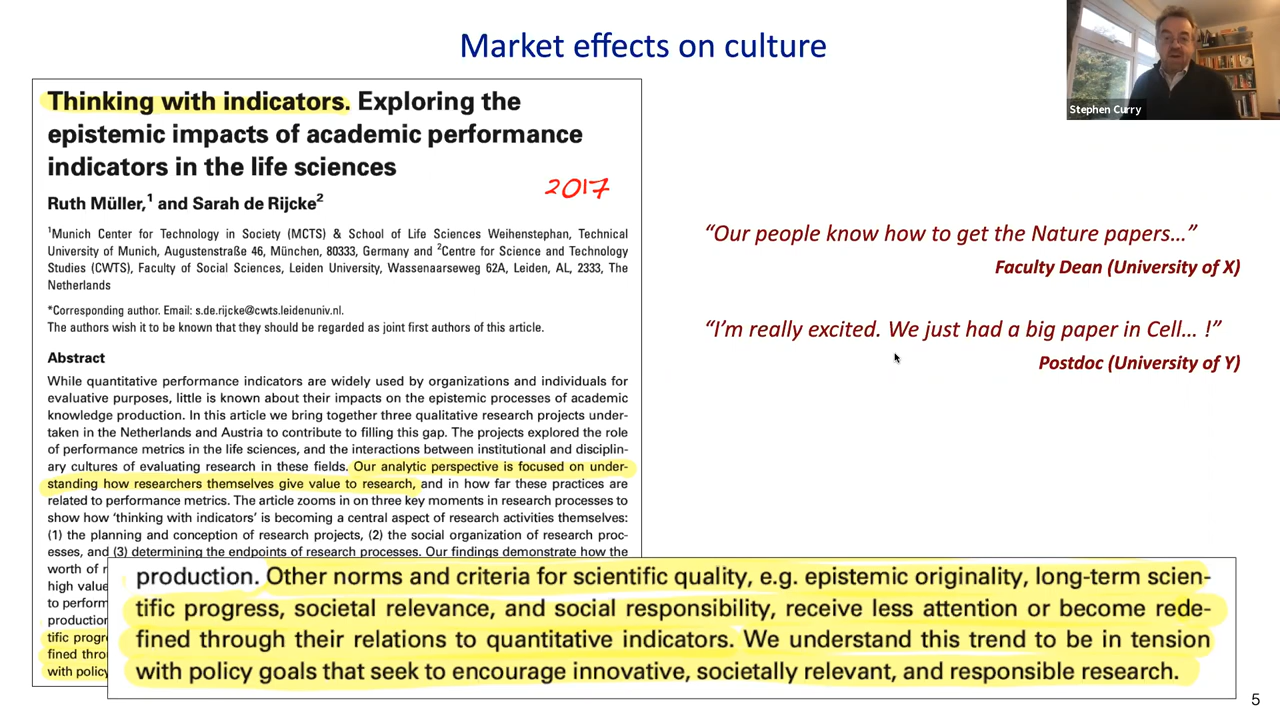 Market effects on culture
Stephen Curry
Thinking with indicators. Exploring the
epistemic impacts of academic performance
indicators in the life sciences
2017
Ruth Müller,1 and Sarah de Rijcke2
1Munich Center for Technology in Society (MCTS) & School of Life Sciences Weihenstephan, Technical
University of Munich, Augustenstraße 46, München, 80333, Germany and 2Centre for Science and Technology
Studies (CWTS), Faculty of Social Sciences, Leiden University, Wassenaarseweg 62A, Leiden, AL, 2333, The
Netherlands
*Corresponding author. Email: s.de.rijcke@cwts.leidenuniv.nl.
The authors wish it to be known that they should be regarded as joint first authors of this article.
Abstract
While quantitative performance indicators are widely used by organizations and individuals for
evaluative purposes, little is known about their impacts on the epistemic processes of academic
knowledge production. In this article we bring together three qualitative research projects under-
taken in the Netherlands and Austria to contribute to filling this gap. The projects explored the role
of performance metrics in the life sciences, and the interactions between institutional and disciplin-
ary cultures of evaluating research in these fields. Our analytic perspective is focused on under-
standing how researchers themselves give value to research, and in how far these practices are
related to performance metrics. The article zooms in on three key moments in research processes to
show how ‘thinking with indicators’ is becoming a central aspect of research activities themselves:
(1) the planning and conception of research projects, (2) the social organization of research proc-
esses, and (3) determining the endpoints of research processes. Our findings demonstrate how the
worth of r
high value
to perform
production
tific progr
fined throu
with policy
production. Other norms and criteria for scientific quality, e.g. epistemic originality, long-term scien-
tific progress, societal relevance, and social responsibility, receive less attention or become rede-
fined through their relations to quantitative indicators. We understand this trend to be in tension
with policy goals that seek to encourage innovative, societally relevant, and responsible research.
“Our people know how to get the Nature papers…”
Faculty Dean (University of X)
“I’m really excited. We just had a big paper in Cell… !”
Postdoc (University of Y)
5